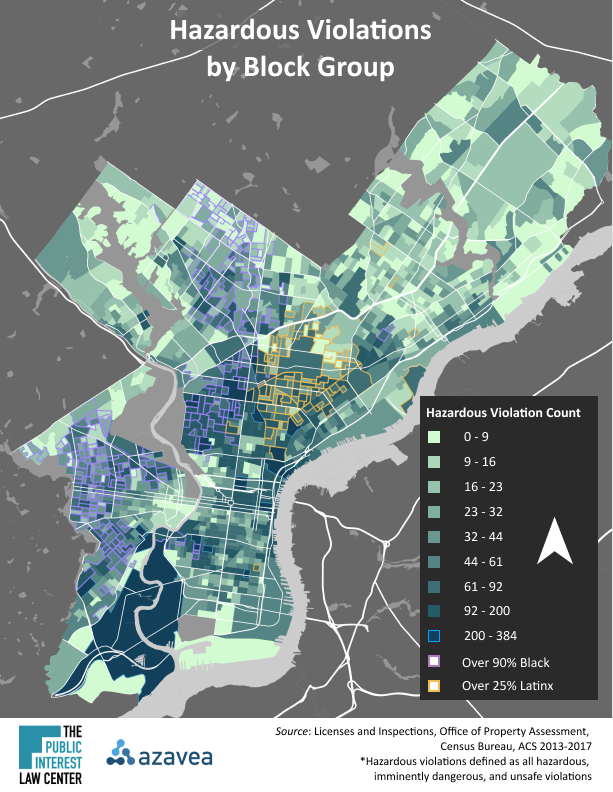 Hazardous Violations
by Block Group
Hazardous Violation Count
0 - 9
9 - 16
16 - 23
23 - 32
32 - 44
44 - 61
61 - 92
92 - 200
200 - 384
Over 90% Black
Over 25% Latinx
THE
PUBLIC
INTEREST
LAW CENTER
azavea
Source: Licenses and Inspections, Office of Property Assessment,
Census Bureau, ACS 2013-2017
*Hazardous violations defined as all hazardous,
imminently dangerous, and unsafe violations